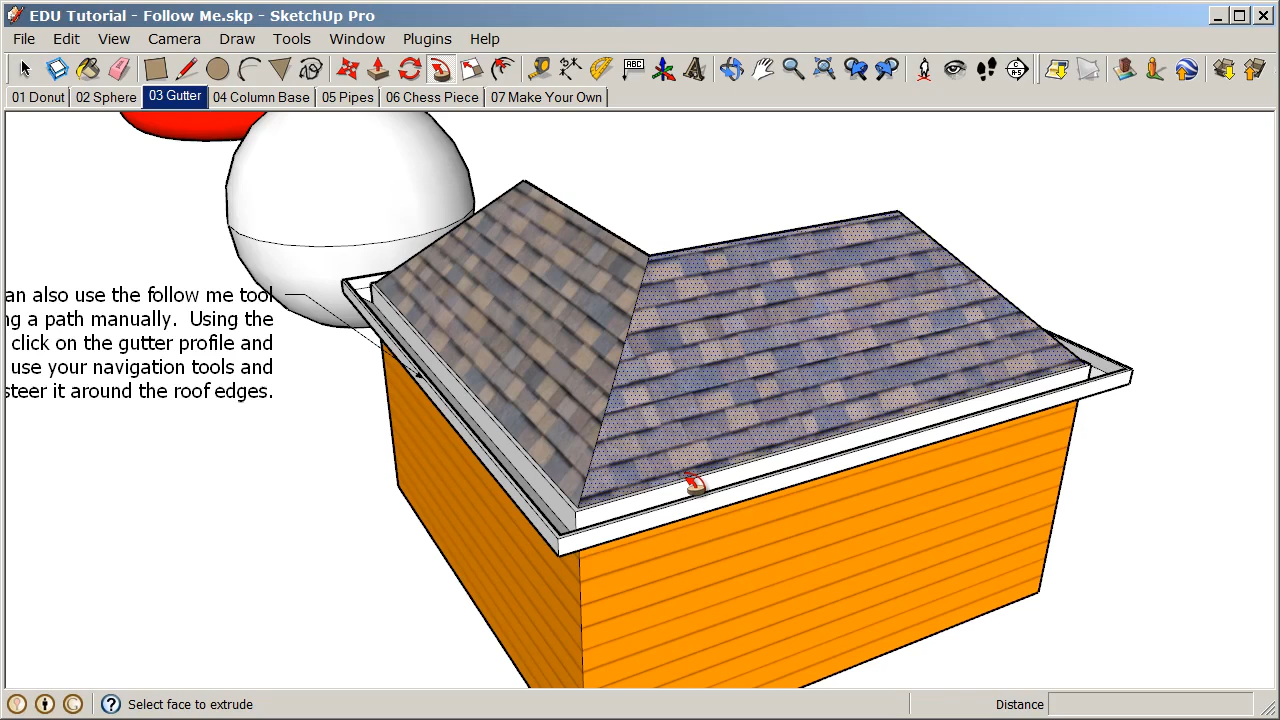 EDU Tutorial - Follow Me.skp - SketchUp Pro
File Edit View Camera Draw Tools Window Plugins Help
ABC
A-5
01 Donut 02 Sphere 03 Gutter 04 Column Base 05 Pipes 06 Chess Piece 07 Make Your Own
an also use the follow me tool
ng a path manually. Using the
click on the gutter profile and
use your navigation tools and
steer it around the roof edges.
Select face to extrude
Distance